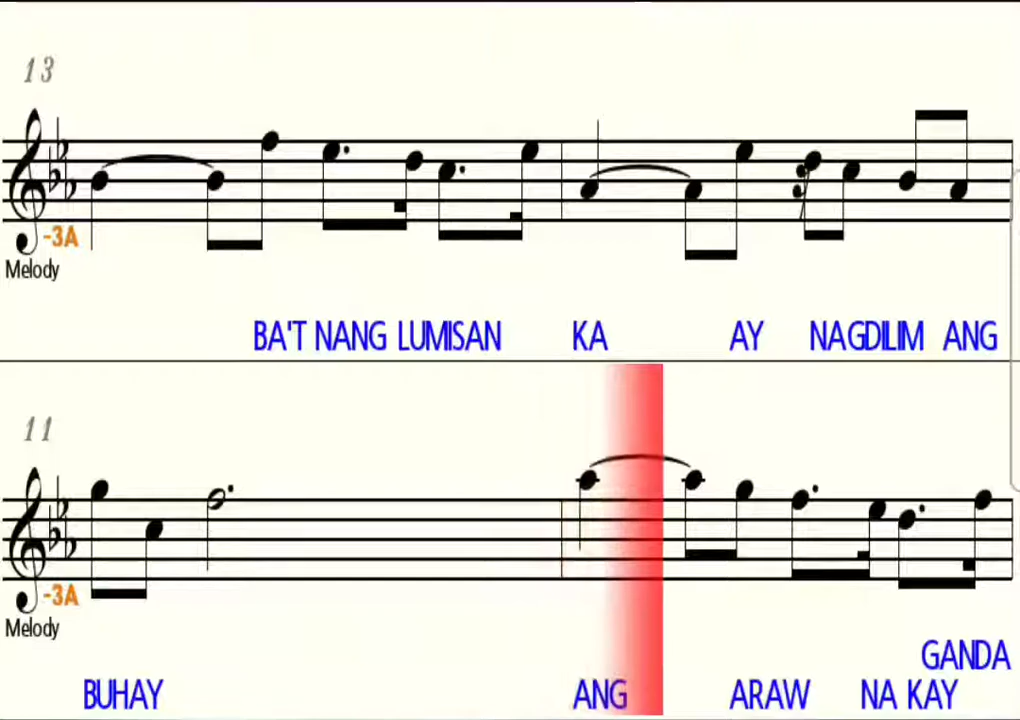 13
-3A
Melody
BA'T NANG LUMISAN KA AY NAGDILIM ANG
11
-3A
Melody
GANDA
BUHAY ANG ARAW NA KAY